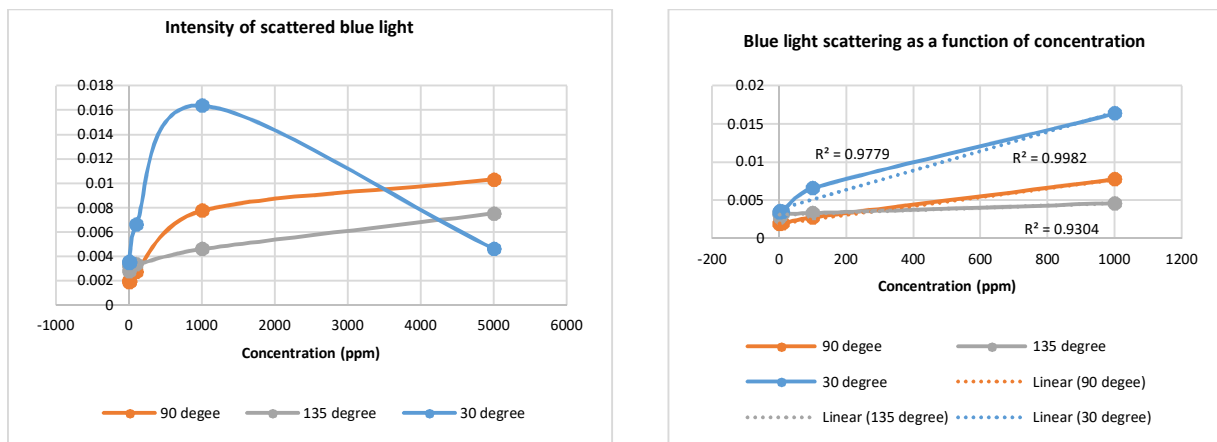 Intensity of scattered blue light
0.018
0.016
0.014
0.012
0.01
0.008
0.006
0.004
0.002
0
-1000 0 1000 2000 3000 4000 5000 6000
Concentration (ppm)
90 degee 135 degree 30 degree
Blue light scattering as a function of concentration
0.02
0.015
R² = 0.9779
R² = 0.9982
0.01
0.005
R² = 0.9304
0
-200 0 200 400 600 800 1000 1200
Concentration (ppm)
90 degee 135 degree
30 degree Linear (90 degee)
Linear (135 degree) Linear (30 degree)